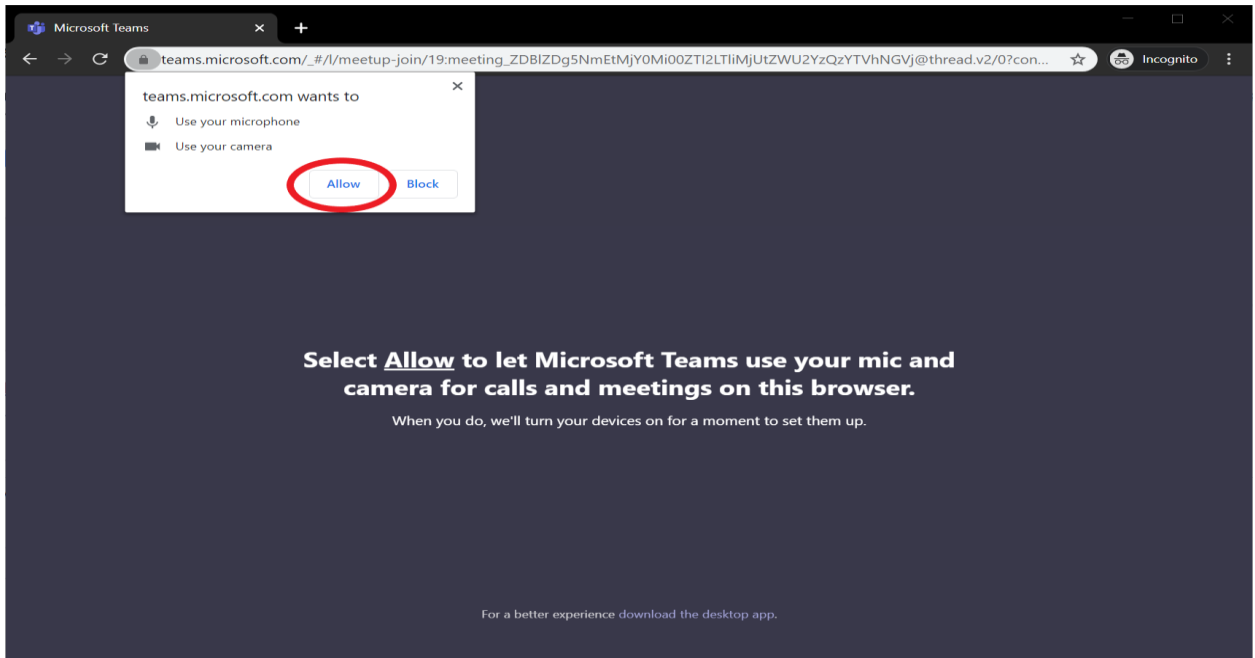 Microsoft Teams
teams.microsoft.com/_#/l/meetup-join/19:meeting_ZDBlZDg5NmEtMjY0Mi00ZTI2LTliMjUtZWU2YzQzYTVhNGVj@thread.v2/0?con...
Incognito
teams.microsoft.com wants to
Use your microphone
Use your camera
Allow
Block
Select Allow to let Microsoft Teams use your mic and
camera for calls and meetings on this browser.
When you do, we'll turn your devices on for a moment to set them up.
For a better experience download the desktop app.